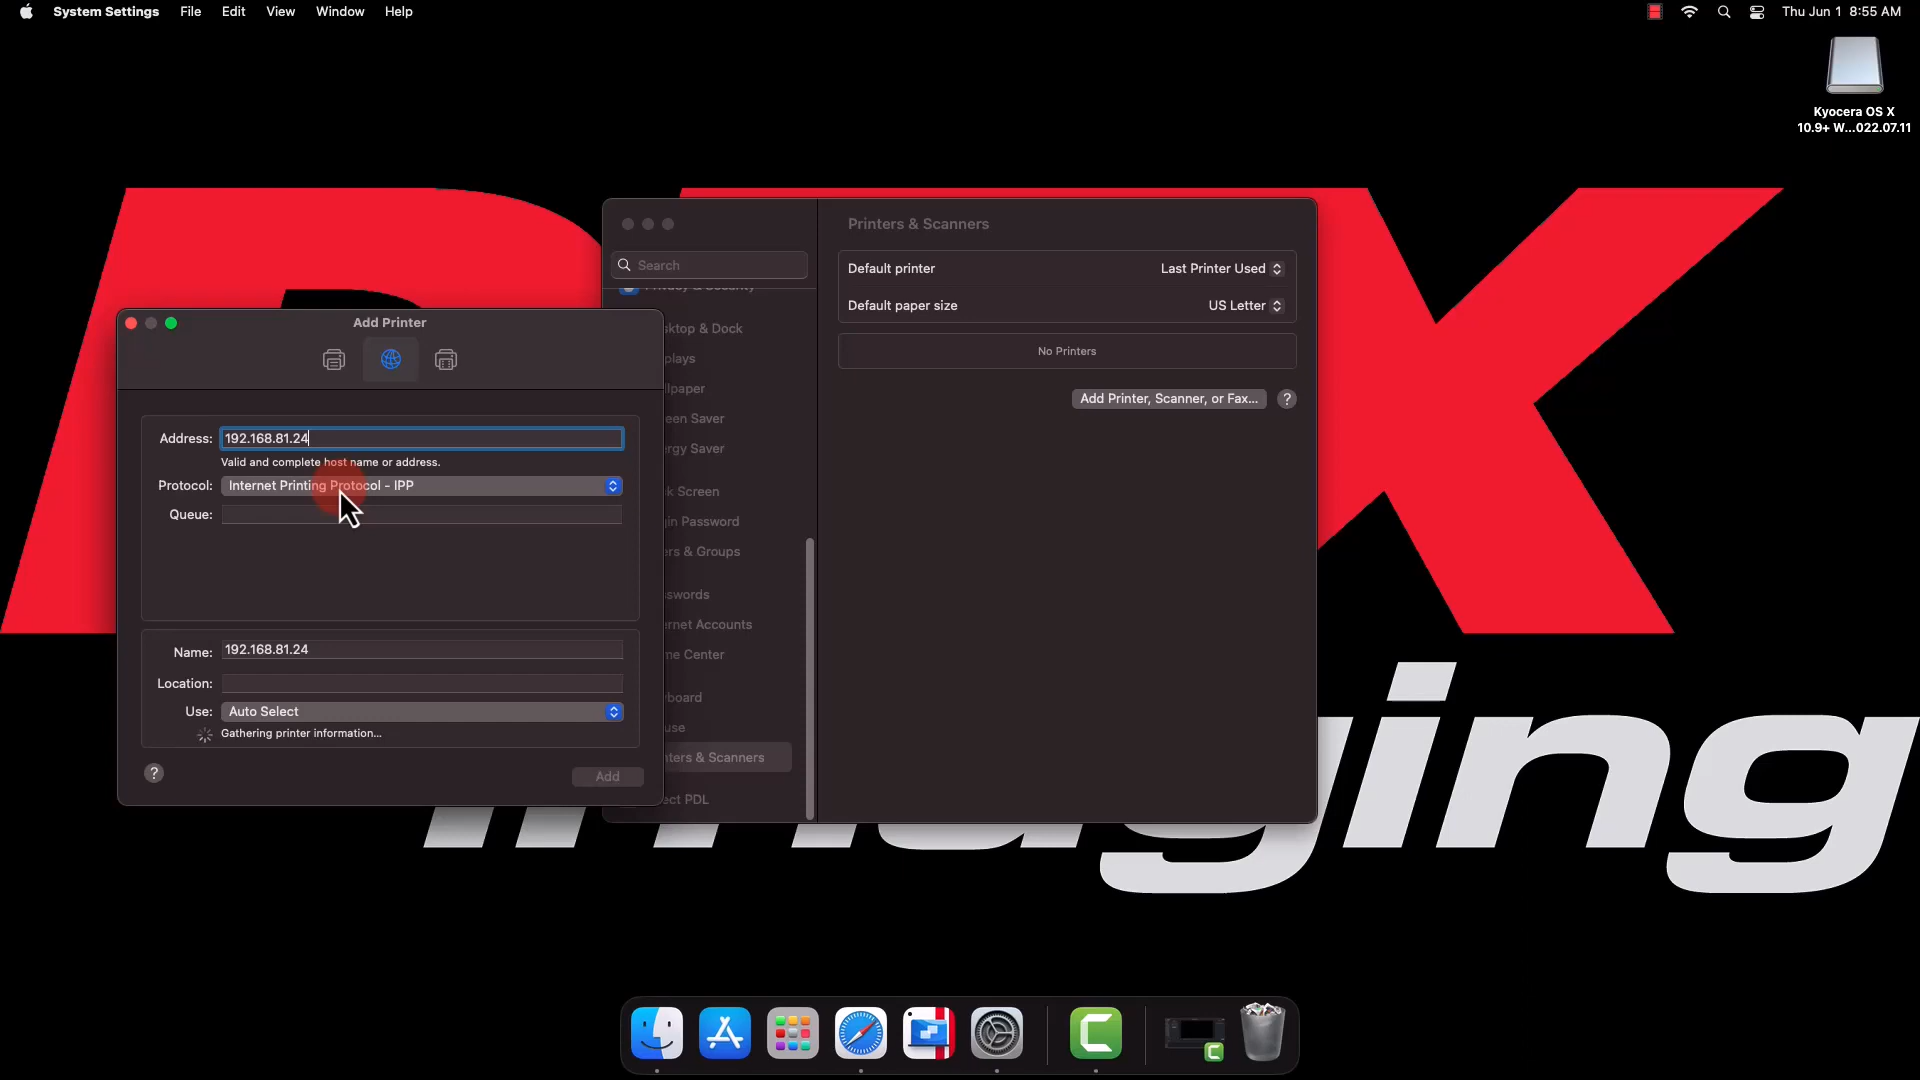 System Settings File Edit View Window Help
Thu Jun 1 8:55 AM
Kyocera OS X
10.9+ W...022.07.11
Printers & Scanners
Search
Default printer
Last Printer Used
Default paper size
US Letter
No Printers
Add Printer, Scanner, or Fax...
?
Add Printer
Address: 192.168.81.24
Valid and complete host name or address.
Protocol: Internet Printing Protocol - IPP
Queue:
Name: 192.168.81.24
Location:
Use: Auto Select
Gathering printer information...
?
Add
ktop & Dock
plays
lpaper
een Saver
rgy Saver
k Screen
in Password
rs & Groups
swords
rnet Accounts
ne Center
board
use
ters & Scanners
ect PDL